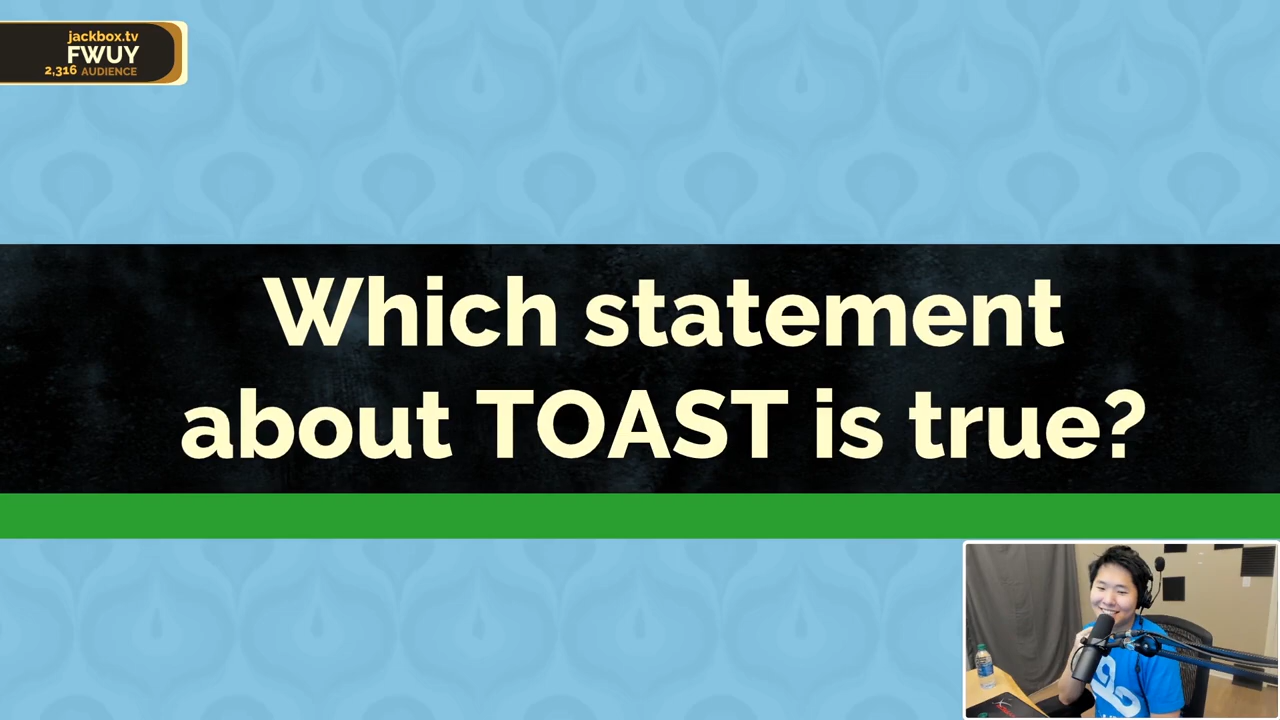 jackbox.tv
FWUY
2,316 AUDIENCE
Which statement
about TOAST is true?